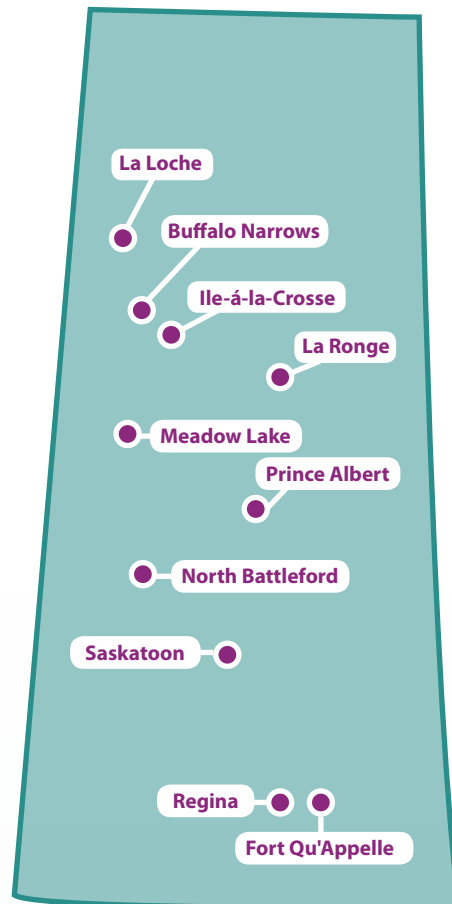 La Loche
Buffalo Narrows
Ile-á-la-Crosse
La Ronge
Meadow Lake
Prince Albert
North Battleford
Saskatoon
Regina
Fort Qu'Appelle